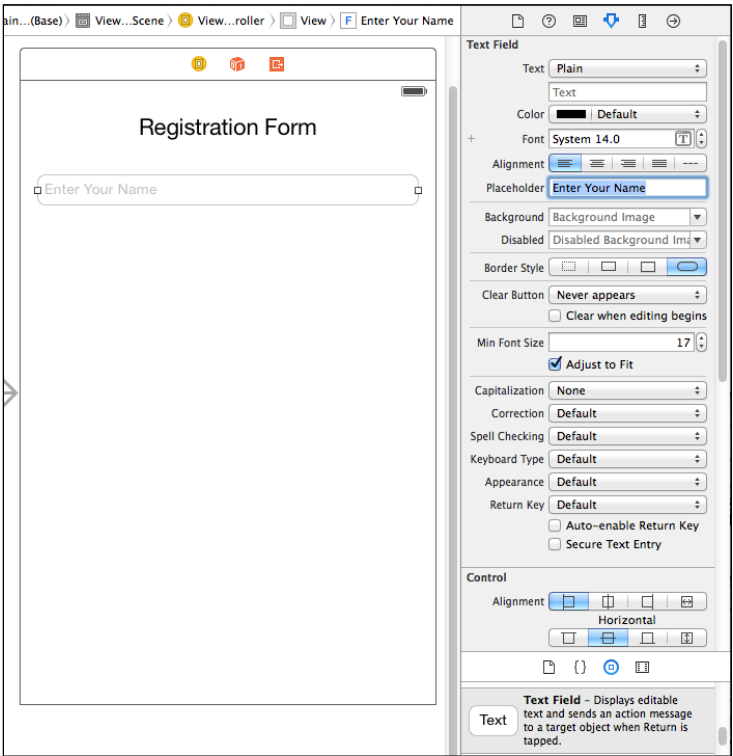 ain...(Base) View...Scene View...roller View F Enter Your Name
Registration Form
Enter Your Name
Text Field
Text Plain
Text
Color Default
+ Font System 14.0 T
Alignment
Placeholder Enter Your Name
Background Background Image
Disabled Disabled Background Ima
Border Style
Clear Button Never appears
Clear when editing begins
Min Font Size 17
Adjust to Fit
Capitalization None
Correction Default
Spell Checking Default
Keyboard Type Default
Appearance Default
Return Key Default
Auto-enable Return Key
Secure Text Entry
Control
Alignment
Horizontal
{}
Text
Text Field – Displays editable
text and sends an action message
to a target object when Return is
tapped.